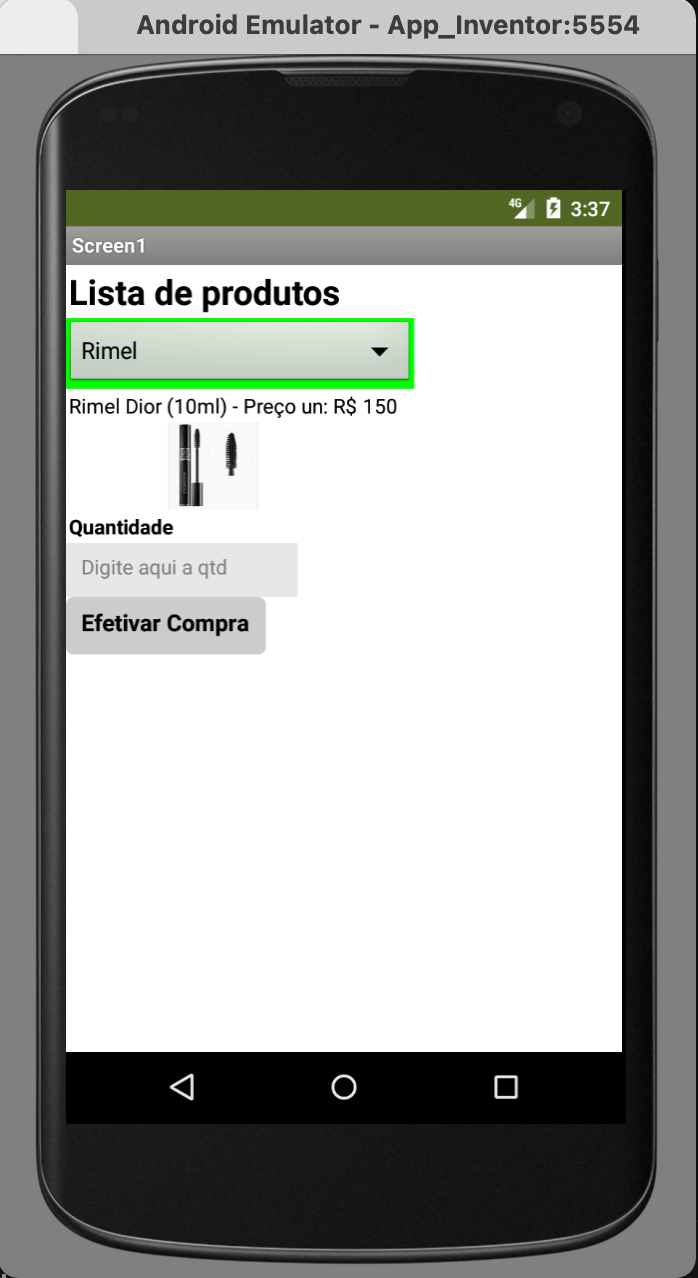 Android Emulator - App_Inventor:5554
4G 3:37
Screen1
Lista de produtos
Rimel
Rimel Dior (10ml) - Preço un: R$ 150
Quantidade
Digite aqui a qtd
Efetivar Compra